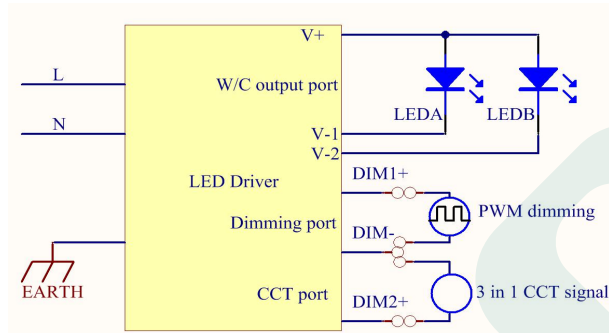 V+
L
W/C output port
LEDA
LEDB
N
V-1
V-2
DIM1+
LED Driver
PWM dimming
Dimming port
DIM-
EARTH
CCT port
3 in 1 CCT signal
DIM2+